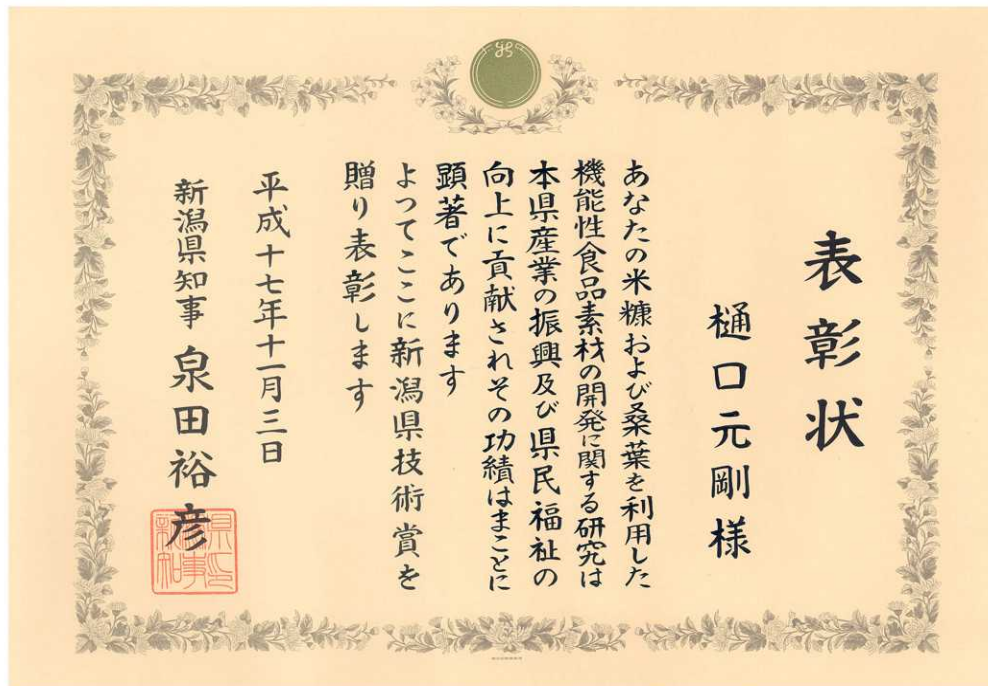 表彰状
樋口元剛様
あなたの米糠および桑葉を利用した
機能性食品素材の開発に関する研究は
本県産業の振興及び県民福祉の
向上に貢献されその功績はまことに
顕著であります
よつてここに新潟県技術賞を
贈り表彰します
平成十七年十一月三日
新潟県知事 泉田裕彦